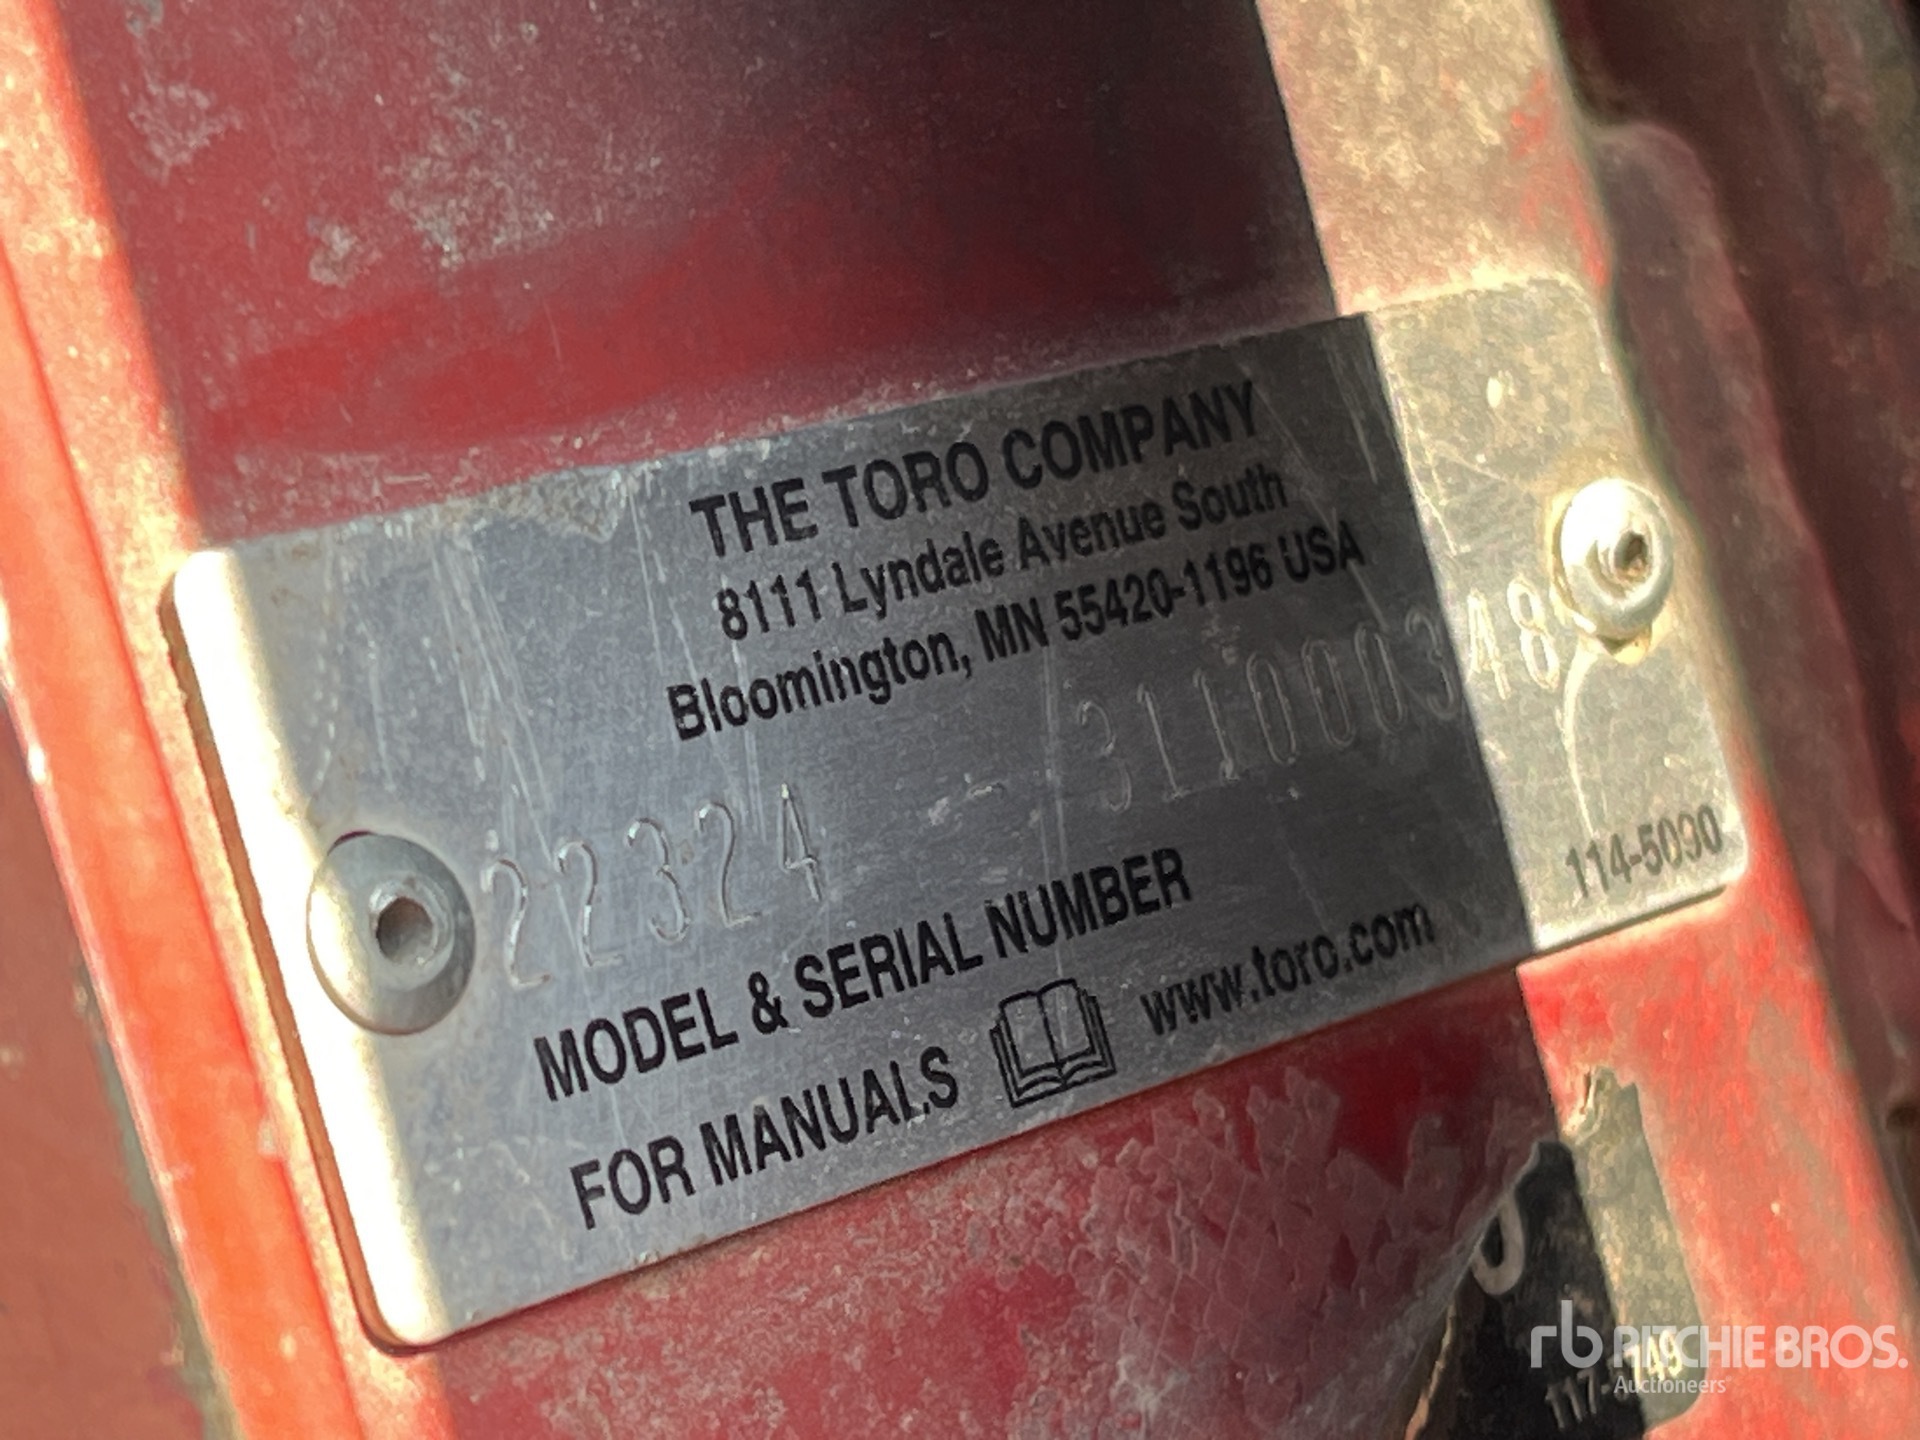 THE TORO COMPANY
8111 Lyndale Avenue South
Bloomington, MN 55420-1196 USA
22324 - 311000348
MODEL & SERIAL NUMBER
114-5090
FOR MANUALS www.toro.com
rb RITCHIE BROS.
Auctioneers